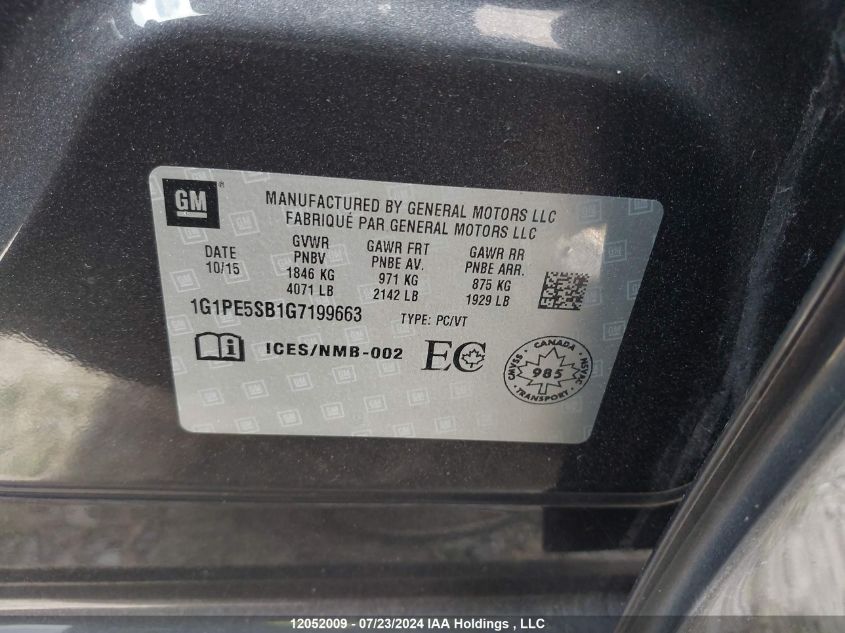 GM
MANUFACTURED BY GENERAL MOTORS LLC
FABRIQUÉ PAR GENERAL MOTORS LLC
DATE GVWR GAWR FRT GAWR RR
10/15 PNBV PNBE AV. PNBE ARR.
1846 KG 971 KG 875 KG
4071 LB 2142 LB 1929 LB
1G1PE5SB1G7199663 TYPE: PC/VT
i ICES/NMB-002 EC
CANADA
CMVSS 985 NSVAC
TRANSPORT
12052009 - 07/23/2024 IAA Holdings , LLC